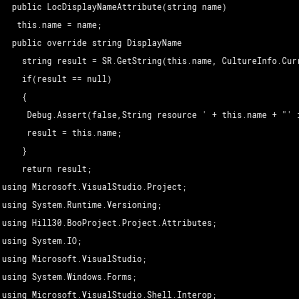 public LocDisplayNameAttribute(string name)
this.name = name;
public override string DisplayName
string result = SR.GetString(this.name, CultureInfo.Curr
if(result == null)
{
Debug.Assert(false,String resource ' + this.name + "'
result = this.name;
}
return result;
using Microsoft.VisualStudio.Project;
using System.Runtime.Versioning;
using Hill30.BooProject.Project.Attributes;
using System.IO;
using Microsoft.VisualStudio;
using System.Windows.Forms;
using Microsoft.VisualStudio.Shell.Interop;